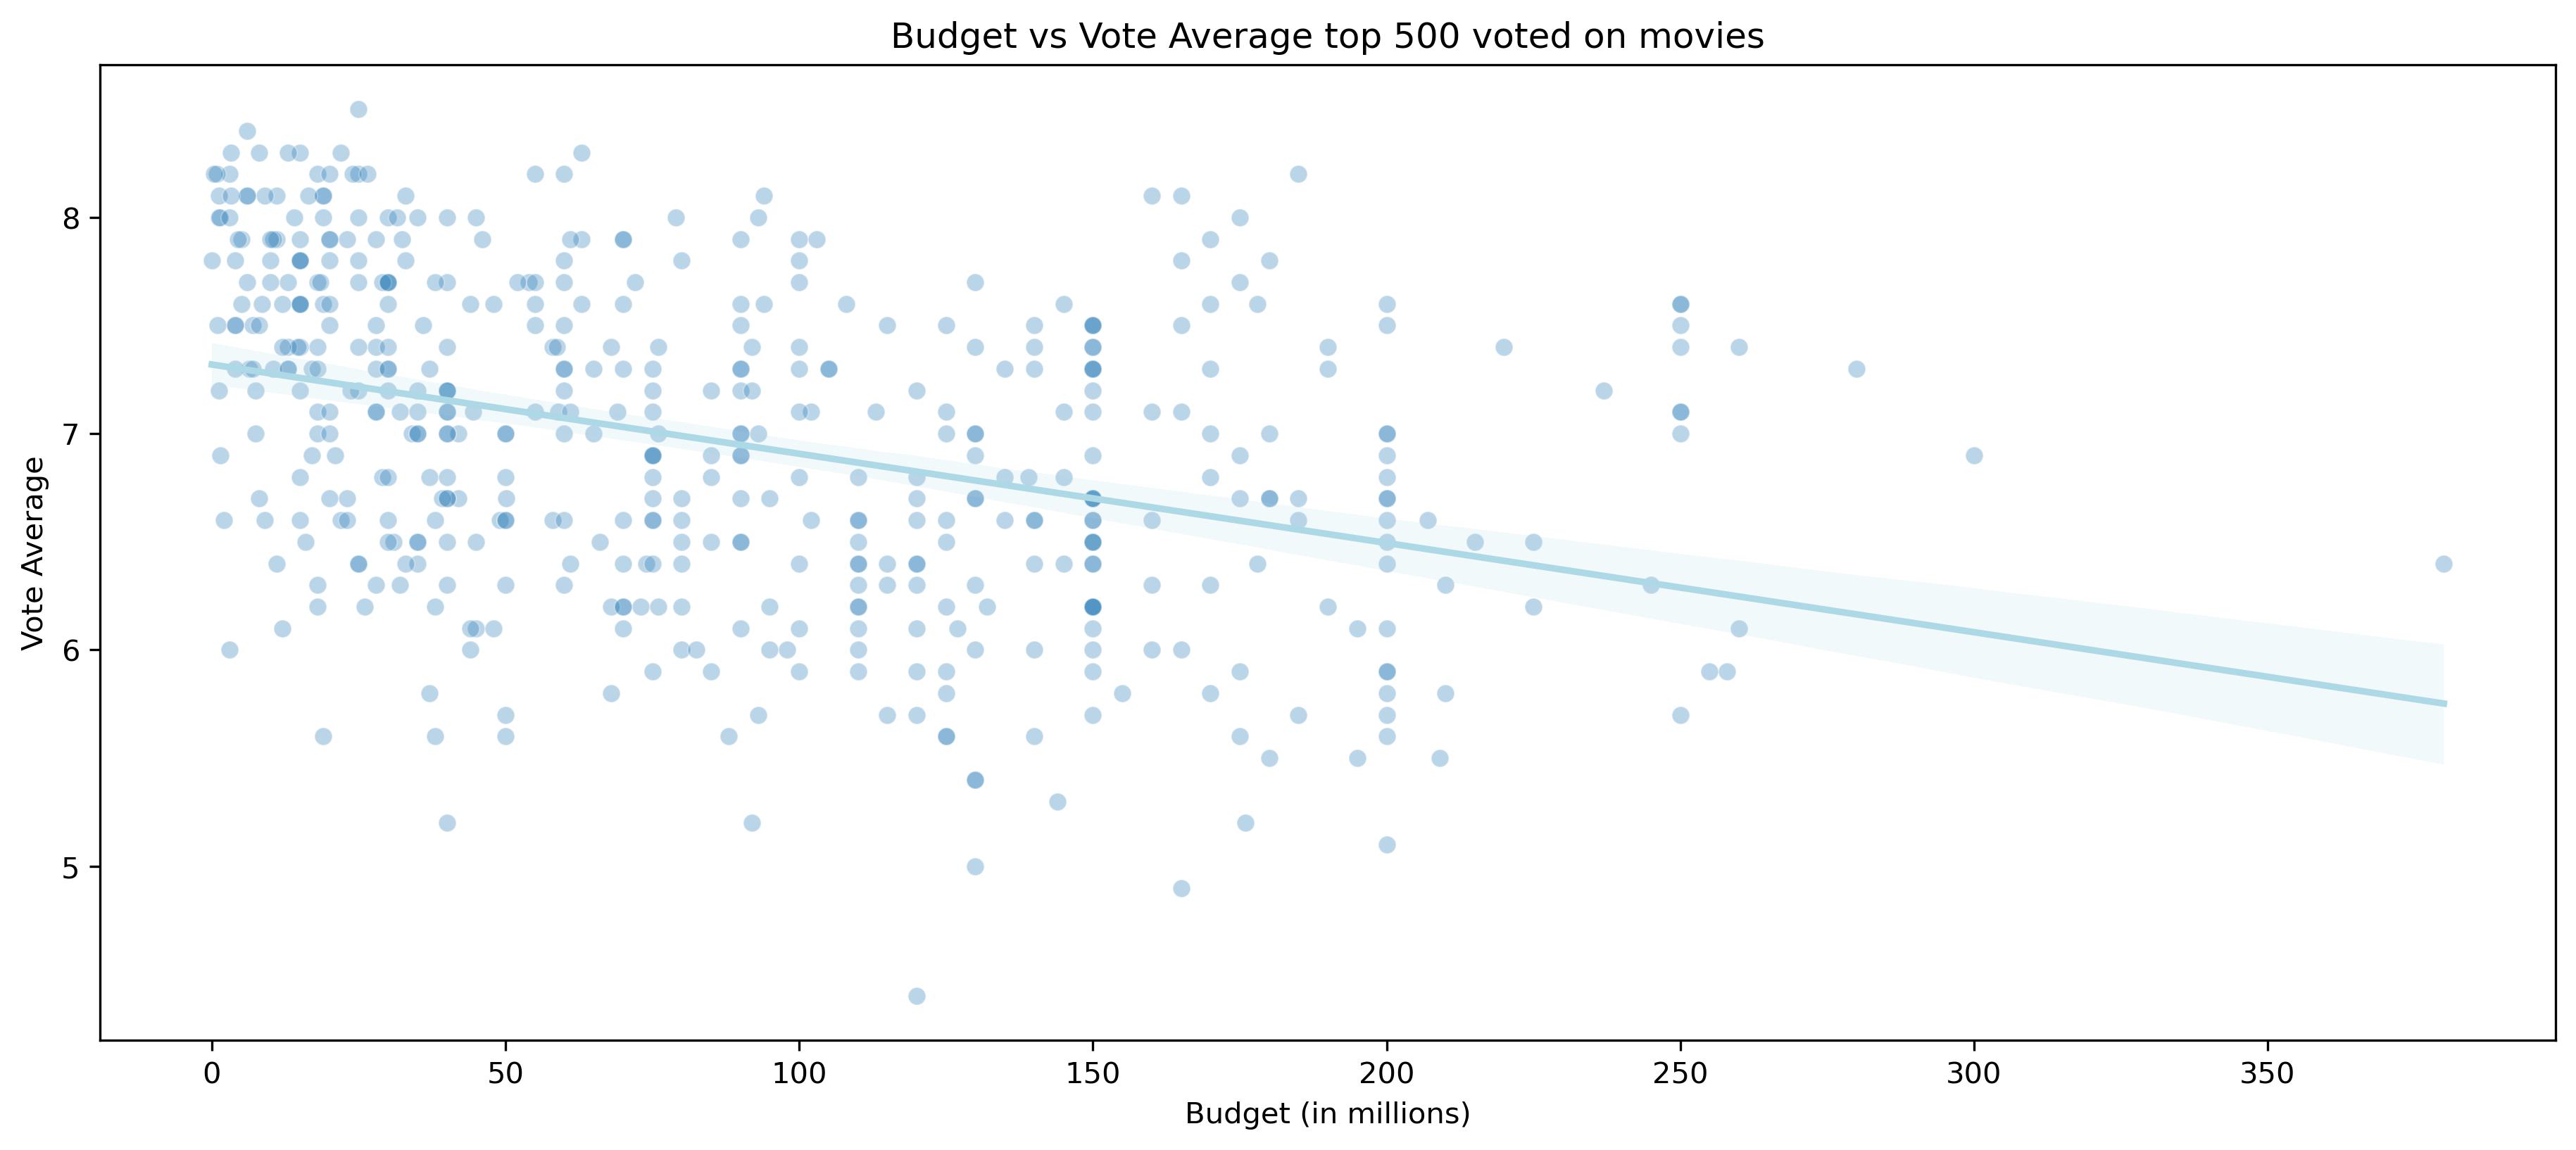 Budget vs Vote Average top 500 voted on movies
Vote Average
8
7
6
5
0 50 100 150 200 250 300 350
Budget (in millions)